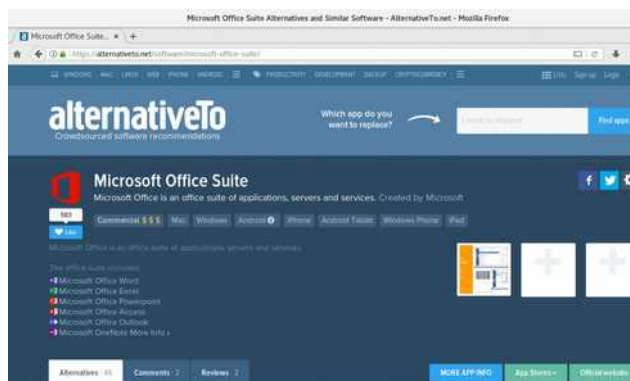 Microsoft Office Suite Alternatives and Similar Software - AlternativeTo.net - Mozilla Firefox
Microsoft Office Suite...
https://alternativeto.net/software/microsoft-office-suite/
WINDOWS MAC LINUX WEB IPHONE ANDROID PRODUCTIVITY DEVELOPMENT BACKUP CRYPTOCURRENCY Lists Sign up Login
alternativeTo
Crowdsourced software recommendations
Which app do you
want to replace?
I want to replace...
Find apps
Microsoft Office Suite
Microsoft Office is an office suite of applications, servers and services. Created by Microsoft
Commercial $ $ $ Mac Windows Android iPhone Android Tablet Windows Phone iPad
Like
Microsoft Office is an office suite of applications, servers and services.
The office suite includes:
Microsoft Office Word
Microsoft Office Excel
Microsoft Office Powerpoint
Microsoft Office Access
Microsoft Office Outlook
Microsoft OneNote More Info
Alternatives Comments 2 Reviews 2 MORE APP INFO App Stores Official website